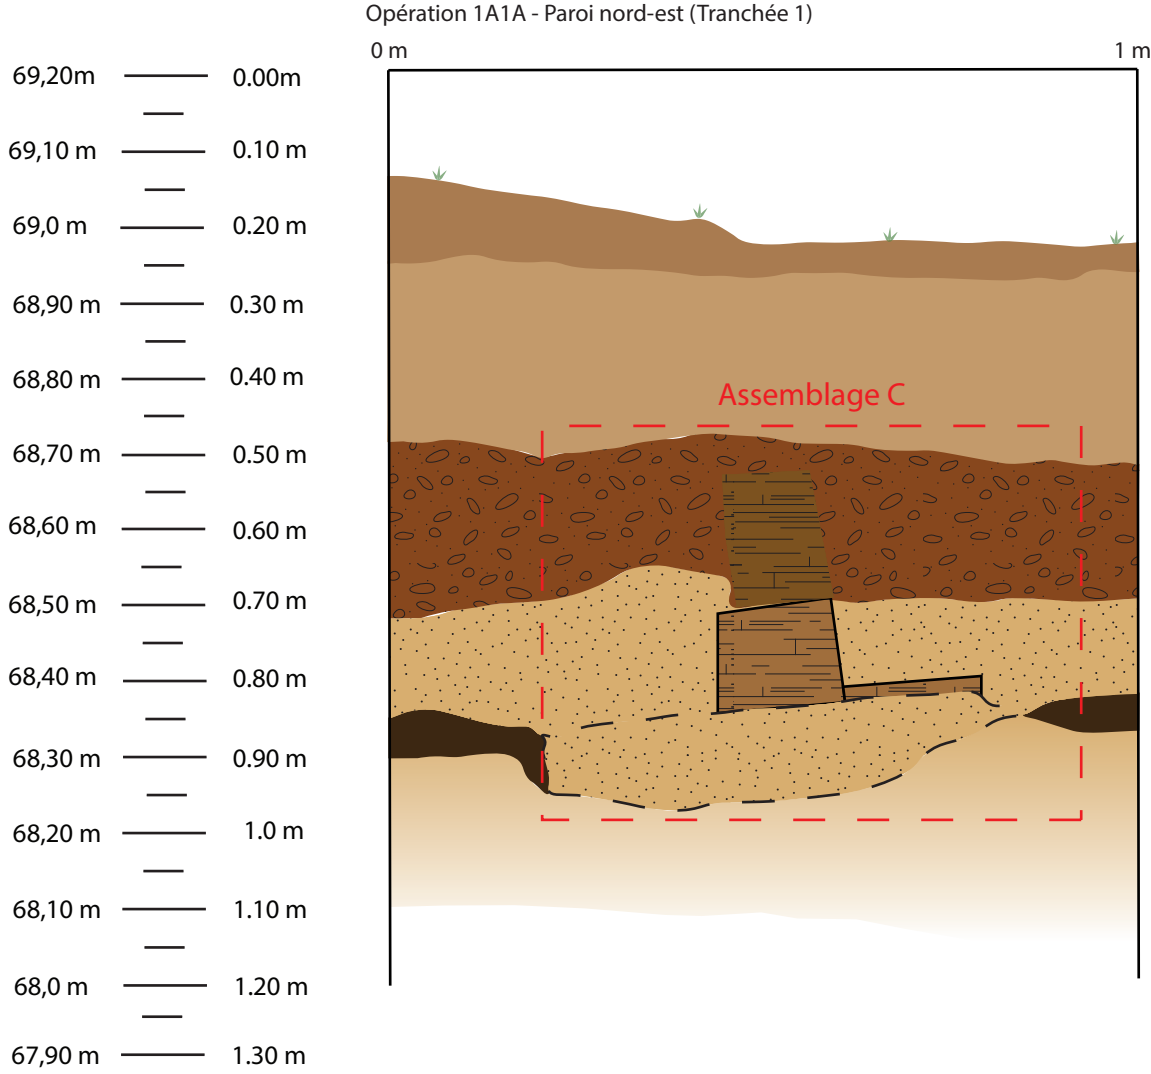 Opération 1A1A - Paroi nord-est (Tranchée 1)
0 m 1 m
69,20m 0.00m
69,10 m 0.10 m
69,0 m 0.20 m
68,90 m 0.30 m
68,80 m 0.40 m
Assemblage C
68,70 m 0.50 m
68,60 m 0.60 m
68,50 m 0.70 m
68,40 m 0.80 m
68,30 m 0.90 m
68,20 m 1.0 m
68,10 m 1.10 m
68,0 m 1.20 m
67,90 m 1.30 m